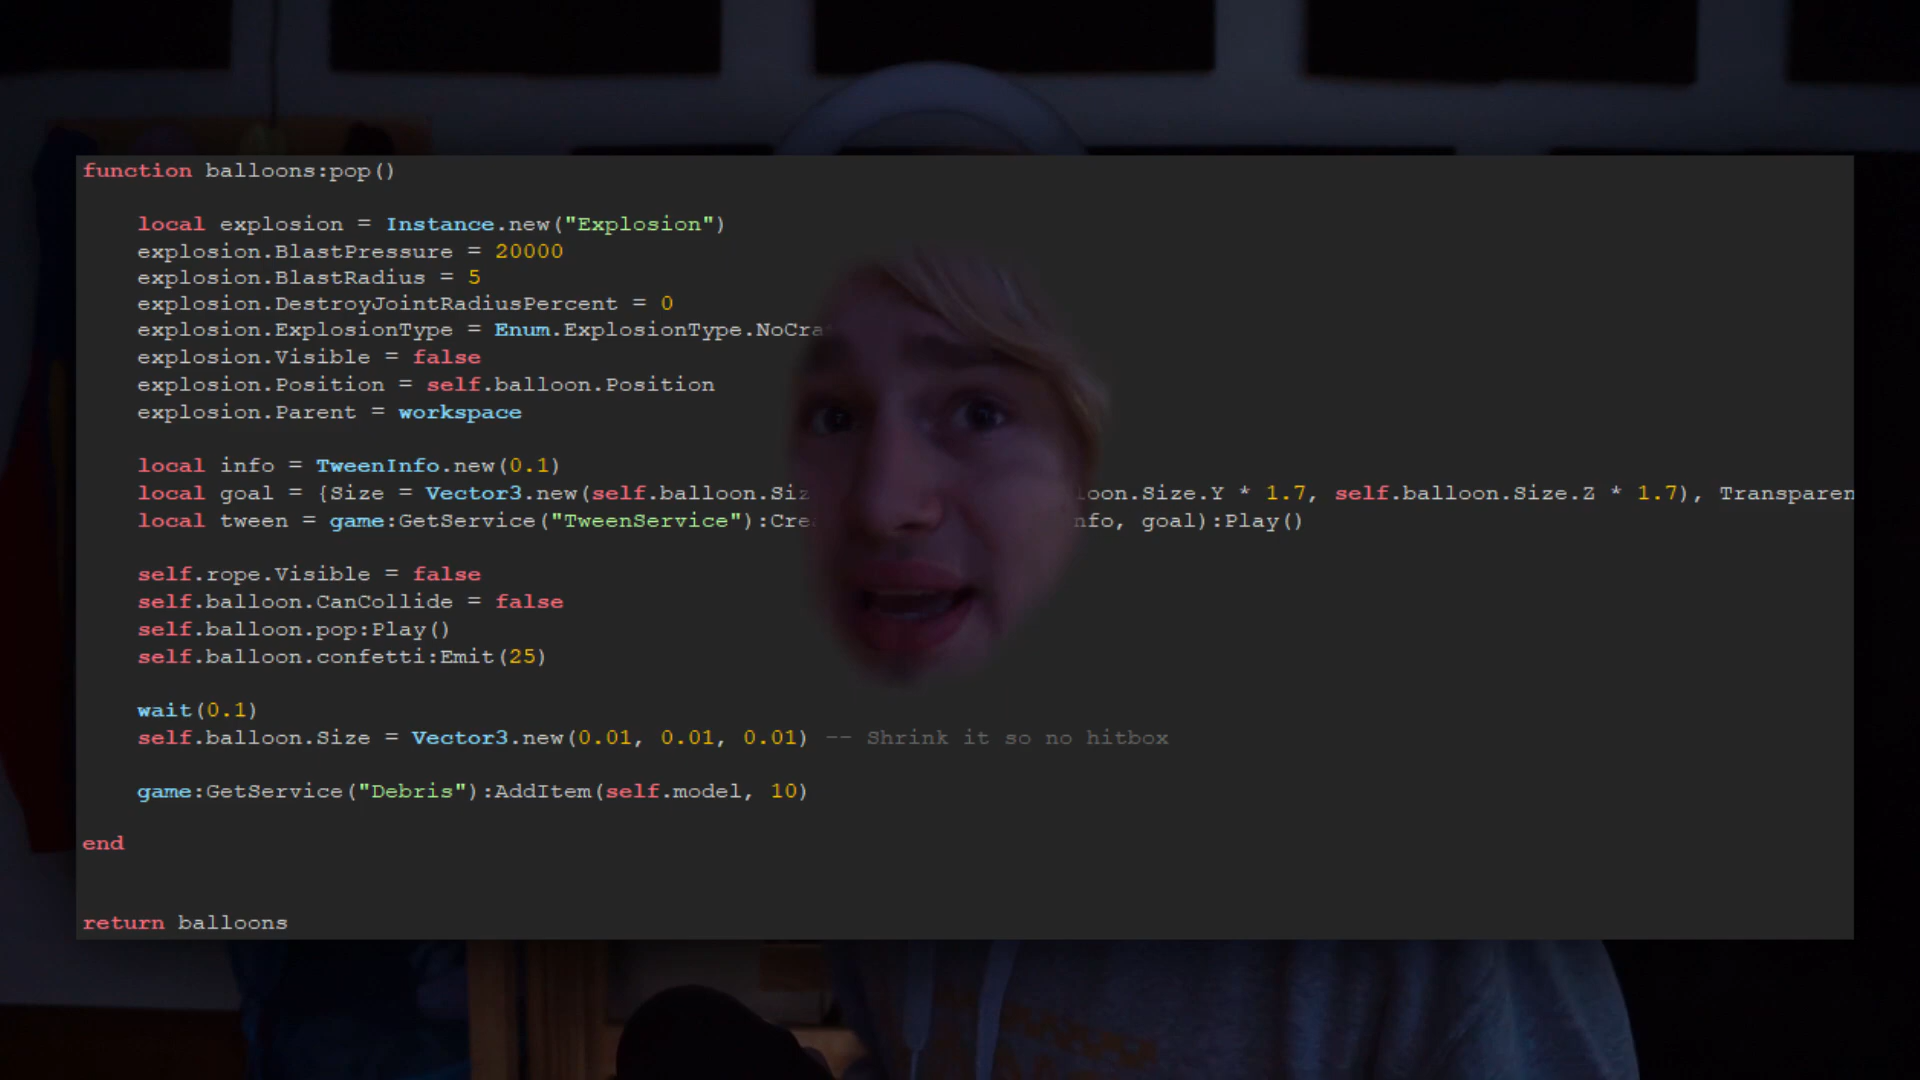 function balloons:pop()
local explosion = Instance.new("Explosion")
explosion.BlastPressure = 20000
explosion.BlastRadius = 5
explosion.DestroyJointRadiusPercent = 0
explosion.ExplosionType = Enum.ExplosionType.NoCra
explosion.Visible = false
explosion.Position = self.balloon.Position
explosion.Parent = workspace
local info = TweenInfo.new(0.1)
local goal = {Size = Vector3.new(self.balloon.Siz loon.Size.Y * 1.7, self.balloon.Size.Z * 1.7), Transparen
local tween = game:GetService("TweenService"):Cre nfo, goal):Play()
self.rope.Visible = false
self.balloon.CanCollide = false
self.balloon.pop:Play()
self.balloon.confetti:Emit(25)
wait(0.1)
self.balloon.Size = Vector3.new(0.01, 0.01, 0.01) -- Shrink it so no hitbox
game:GetService("Debris"):AddItem(self.model, 10)
end
return balloons